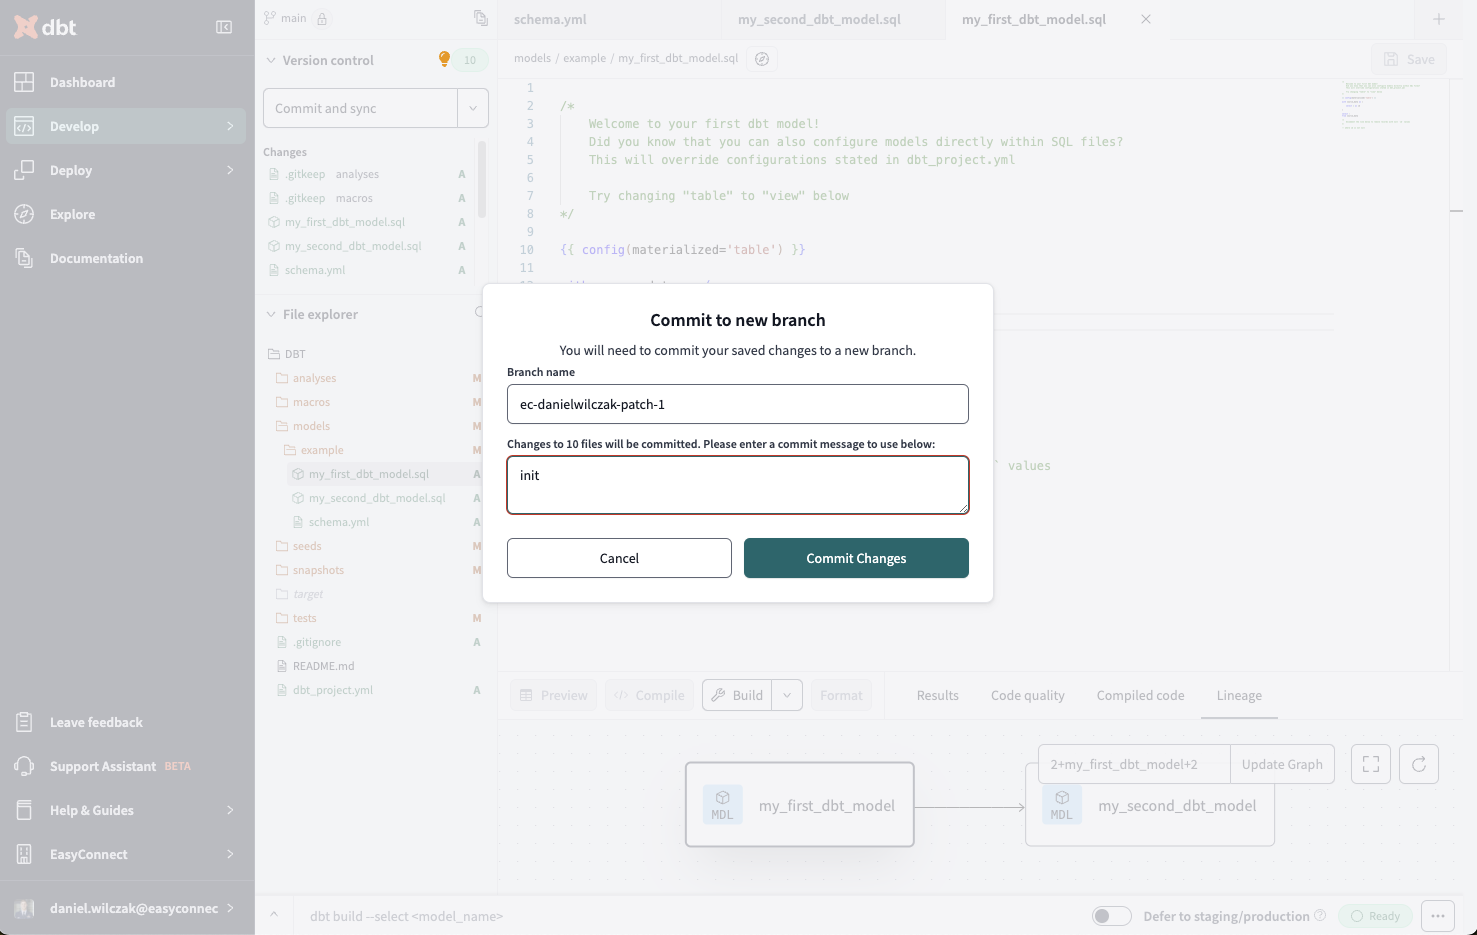 dbt
Dashboard
Develop
Deploy
Explore
Documentation
Leave feedback
Support Assistant BETA
Help & Guides
EasyConnect
daniel.wilczak@easyconnec
main
Version control
10
Commit and sync
Changes
.gitkeep analyses A
.gitkeep macros A
my_first_dbt_model.sql A
my_second_dbt_model.sql A
schema.yml A
File explorer
DBT
analyses M
macros M
models
example
my_first_dbt_model.sql A
my_second_dbt_model.sql A
schema.yml A
seeds M
snapshots M
target
tests M
.gitignore A
README.md
dbt_project.yml A
schema.yml
my_second_dbt_model.sql
my_first_dbt_model.sql
models / example / my_first_dbt_model.sql
Save
1
2 /*
3 Welcome to your first dbt model!
4 Did you know that you can also configure models directly within SQL files?
5 This will override configurations stated in dbt_project.yml
6
7 Try changing "table" to "view" below
8 */
9
10 {{ config(materialized='table') }}
11
` values
Commit to new branch
You will need to commit your saved changes to a new branch.
Branch name
ec-danielwilczak-patch-1
Changes to 10 files will be committed. Please enter a commit message to use below:
init
Cancel
Commit Changes
Preview
Compile
Build
Format
Results
Code quality
Compiled code
Lineage
2+my_first_dbt_model+2
Update Graph
MDL
my_first_dbt_model
MDL
my_second_dbt_model
dbt build --select <model_name>
Defer to staging/production
Ready